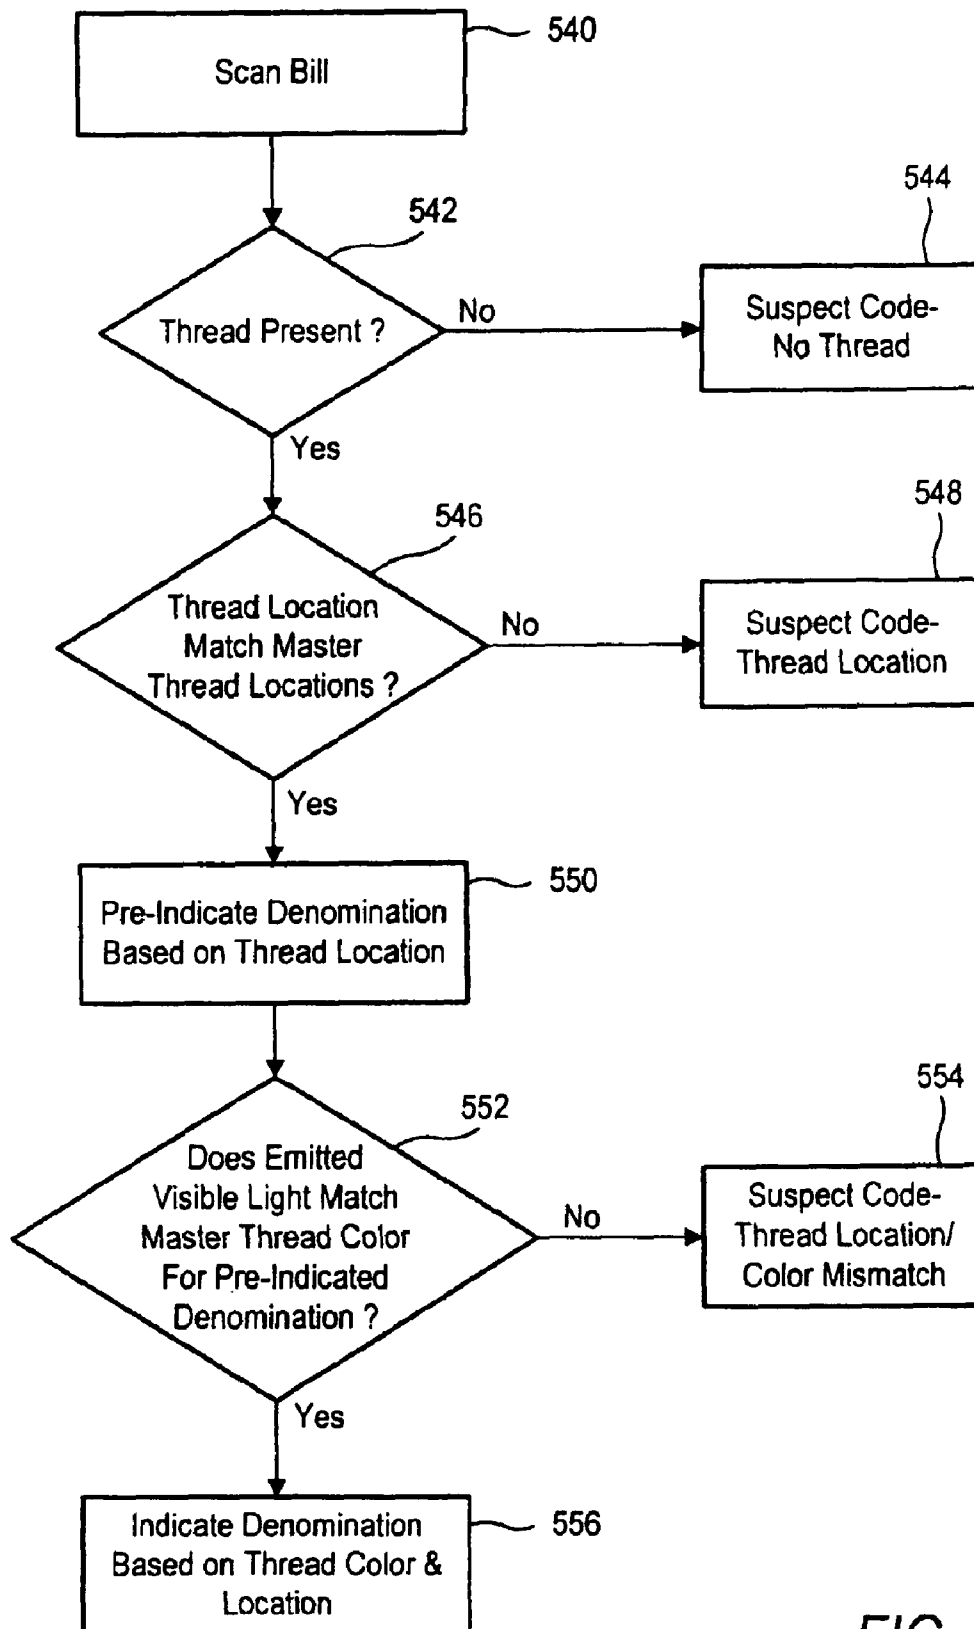 540
Scan Bill
542
544
Thread Present ?
No
Suspect Code-
No Thread
Yes
546
548
Thread Location
Match Master
Thread Locations ?
No
Suspect Code-
Thread Location
Yes
550
Pre-Indicate Denomination
Based on Thread Location
552
554
Does Emitted
Visible Light Match
Master Thread Color
For Pre-Indicated
Denomination ?
No
Suspect Code-
Thread Location/
Color Mismatch
Yes
556
Indicate Denomination
Based on Thread Color &
Location